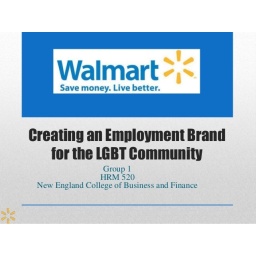 Walmart
Save money. Live better.
Creating an Employment Brand
for the LGBT Community
Group 1
HRM 520
New England College of Business and Finance